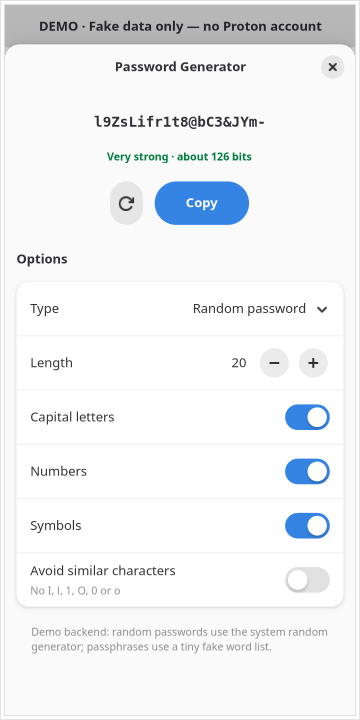 DEMO · Fake data only — no Proton account
Password Generator
l9ZsLifr1t8@bC3&JYm-
Very strong · about 126 bits
Copy
Options
Type
Random password
Length
20
Capital letters
Numbers
Symbols
Avoid similar characters
No I, l, 1, O, 0 or o
Demo backend: random passwords use the system random
generator; passphrases use a tiny fake word list.